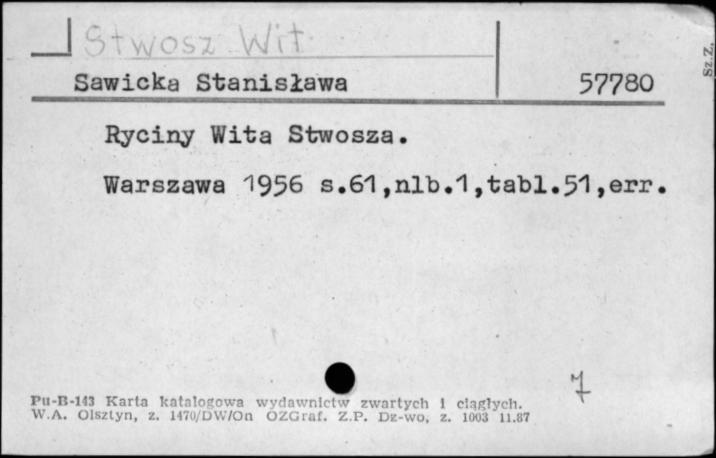 Stwosz Wit
Sz.Z.
Sawicka Stanisława 57780
Ryciny Wita Stwosza.
Warszawa 1956 s.61,nlb.1,tabl.51,err.
Pu-B-143 Karta katalogowa wydawnictw zwartych i ciągłych.
W.A. Olsztyn, z. 1470/DW/On OZGraf. Z.P. Dz-wo, z. 1003 11.87